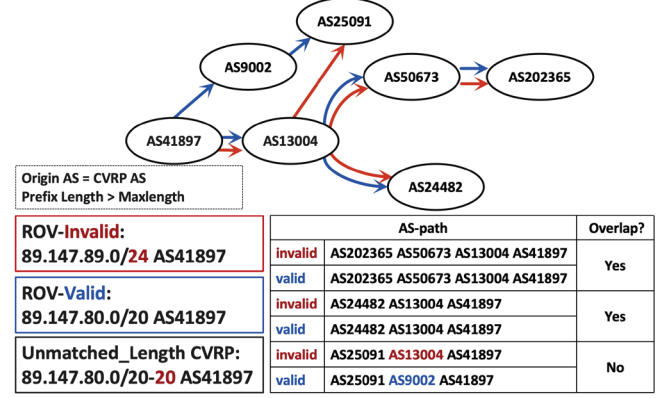 AS25091
AS9002
AS50673
AS202365
AS41897
AS13004
AS24482
Origin AS = CVRP AS
Prefix Length > Maxlength
ROV-Invalid:
89.147.89.0/24 AS41897
ROV-Valid:
89.147.80.0/20 AS41897
Unmatched_Length CVRP:
89.147.80.0/20-20 AS41897
AS-path Overlap?
invalid AS202365 AS50673 AS13004 AS41897
valid AS202365 AS50673 AS13004 AS41897
Yes
invalid AS24482 AS13004 AS41897
valid AS24482 AS13004 AS41897
Yes
invalid AS25091 AS13004 AS41897
valid AS25091 AS9002 AS41897
No